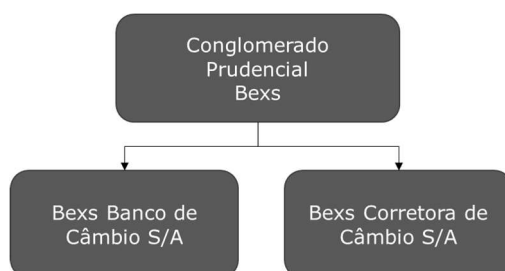 Conglomerado
Prudencial
Bexs
Bexs Banco de
Câmbio S/A
Bexs Corretora de
Câmbio S/A